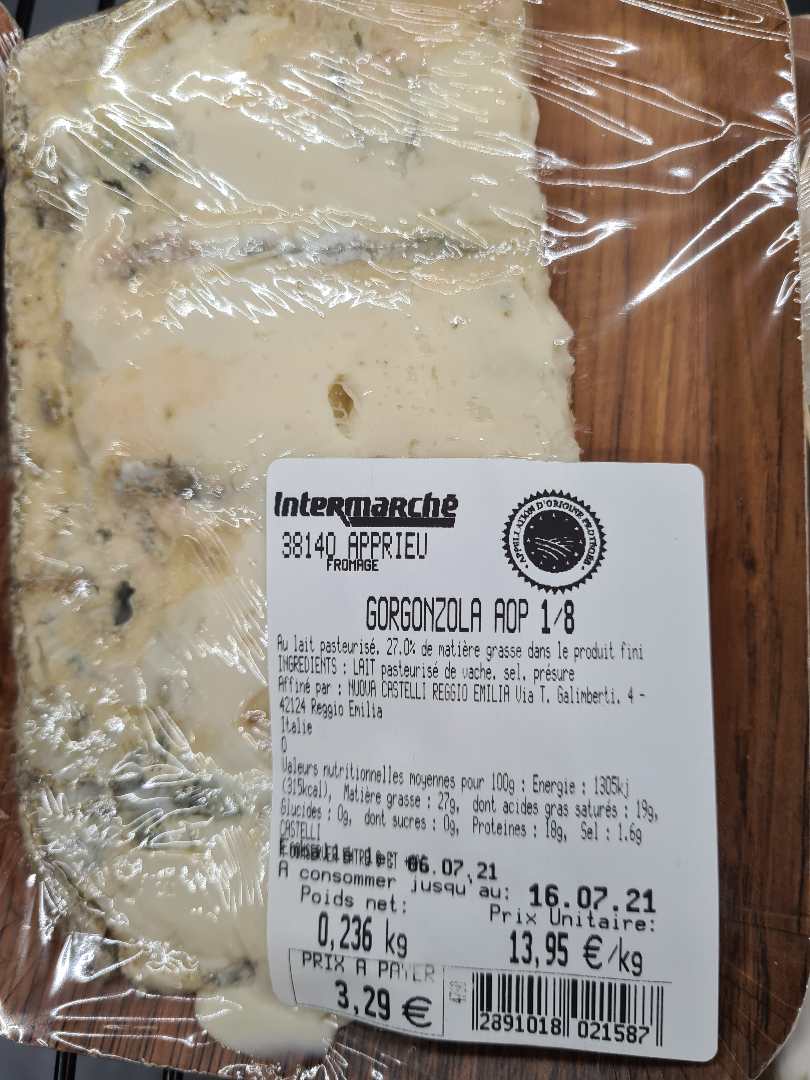 Intermarché
APPELLATION D'ORIGINE PROTÉGÉE
38140 APPRIEU
FROMAGE
GORGONZOLA AOP 1/8
Au lait pasteurisé. 27.0% de matière grasse dans le produit fini
INGREDIENTS : LAIT pasteurisé de vache. sel. présure
Affiné par : NUOVA CASTELLI REGGIO EMILIA Via T. Galimberti. 4 -
42124 Reggio Emilia
Italie
0
Valeurs nutritionnelles moyennes pour 100g : Energie : 1305kj
(315kcal), Matière grasse : 27g, dont acides gras saturés : 19g,
Glucides : 0g, dont sucres : 0g, Proteines : 18g, Sel : 1.6g
CASTELLI
06.07.21
A consommer jusqu'au: 16.07.21
Poids net: Prix Unitaire:
0,236 kg 13,95 €/kg
PRIX A PAYER
3,29 €
2891018 021587